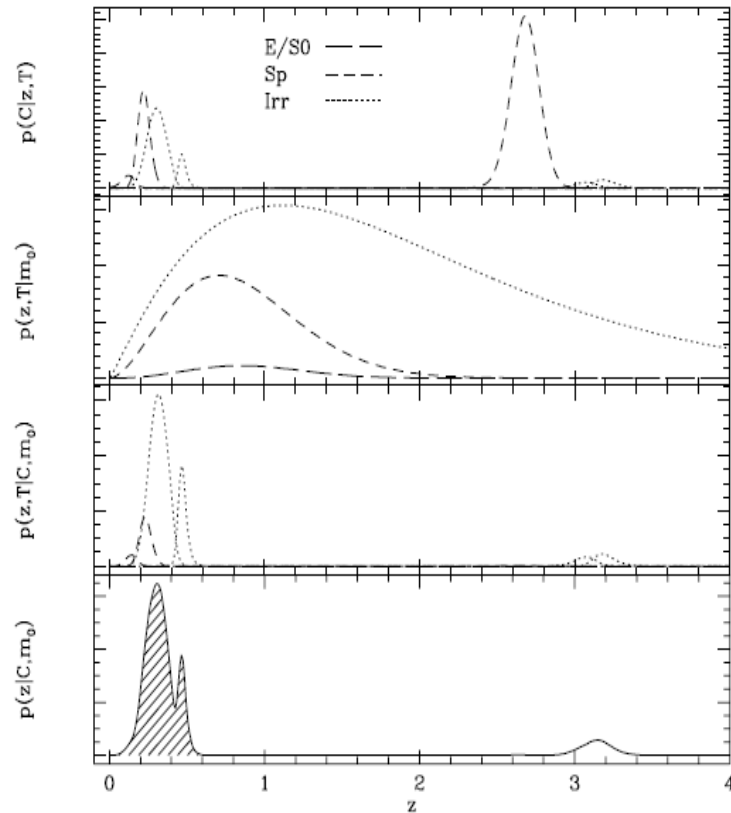 E/S0
Sp
Irr
p(C|z,T)
p(z,T|m₀)
p(z,T|C,m₀)
p(z|C,m₀)
0 1 2 3 4
z